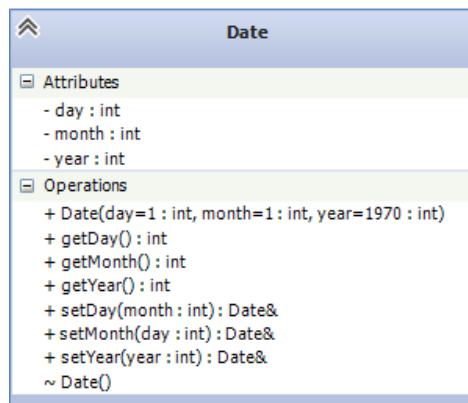 Date
Attributes
- day : int
- month : int
- year : int
Operations
+ Date(day=1 : int, month=1 : int, year=1970 : int)
+ getDay() : int
+ getMonth() : int
+ getYear() : int
+ setDay(month : int) : Date&
+ setMonth(day : int) : Date&
+ setYear(year : int) : Date&
~ Date()